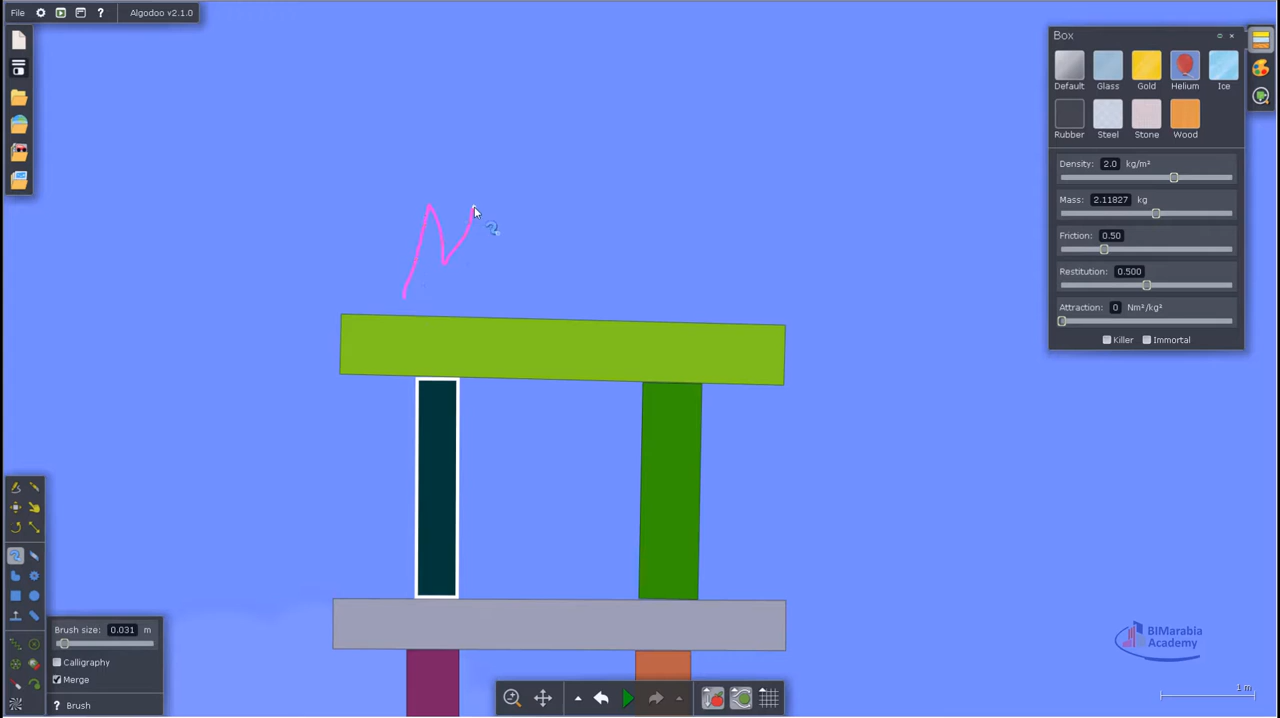 File
? Algodoo v2.1.0
Box
Default Glass Gold Helium Ice
Rubber Steel Stone Wood
Density: 2.0 kg/m²
Mass: 2.11827 kg
Friction: 0.50
Restitution: 0.500
Attraction: 0 Nm²/kg²
Killer Immortal
BIMarabia
Academy
Brush size: 0.031 m
Calligraphy
Merge
? Brush
1 m